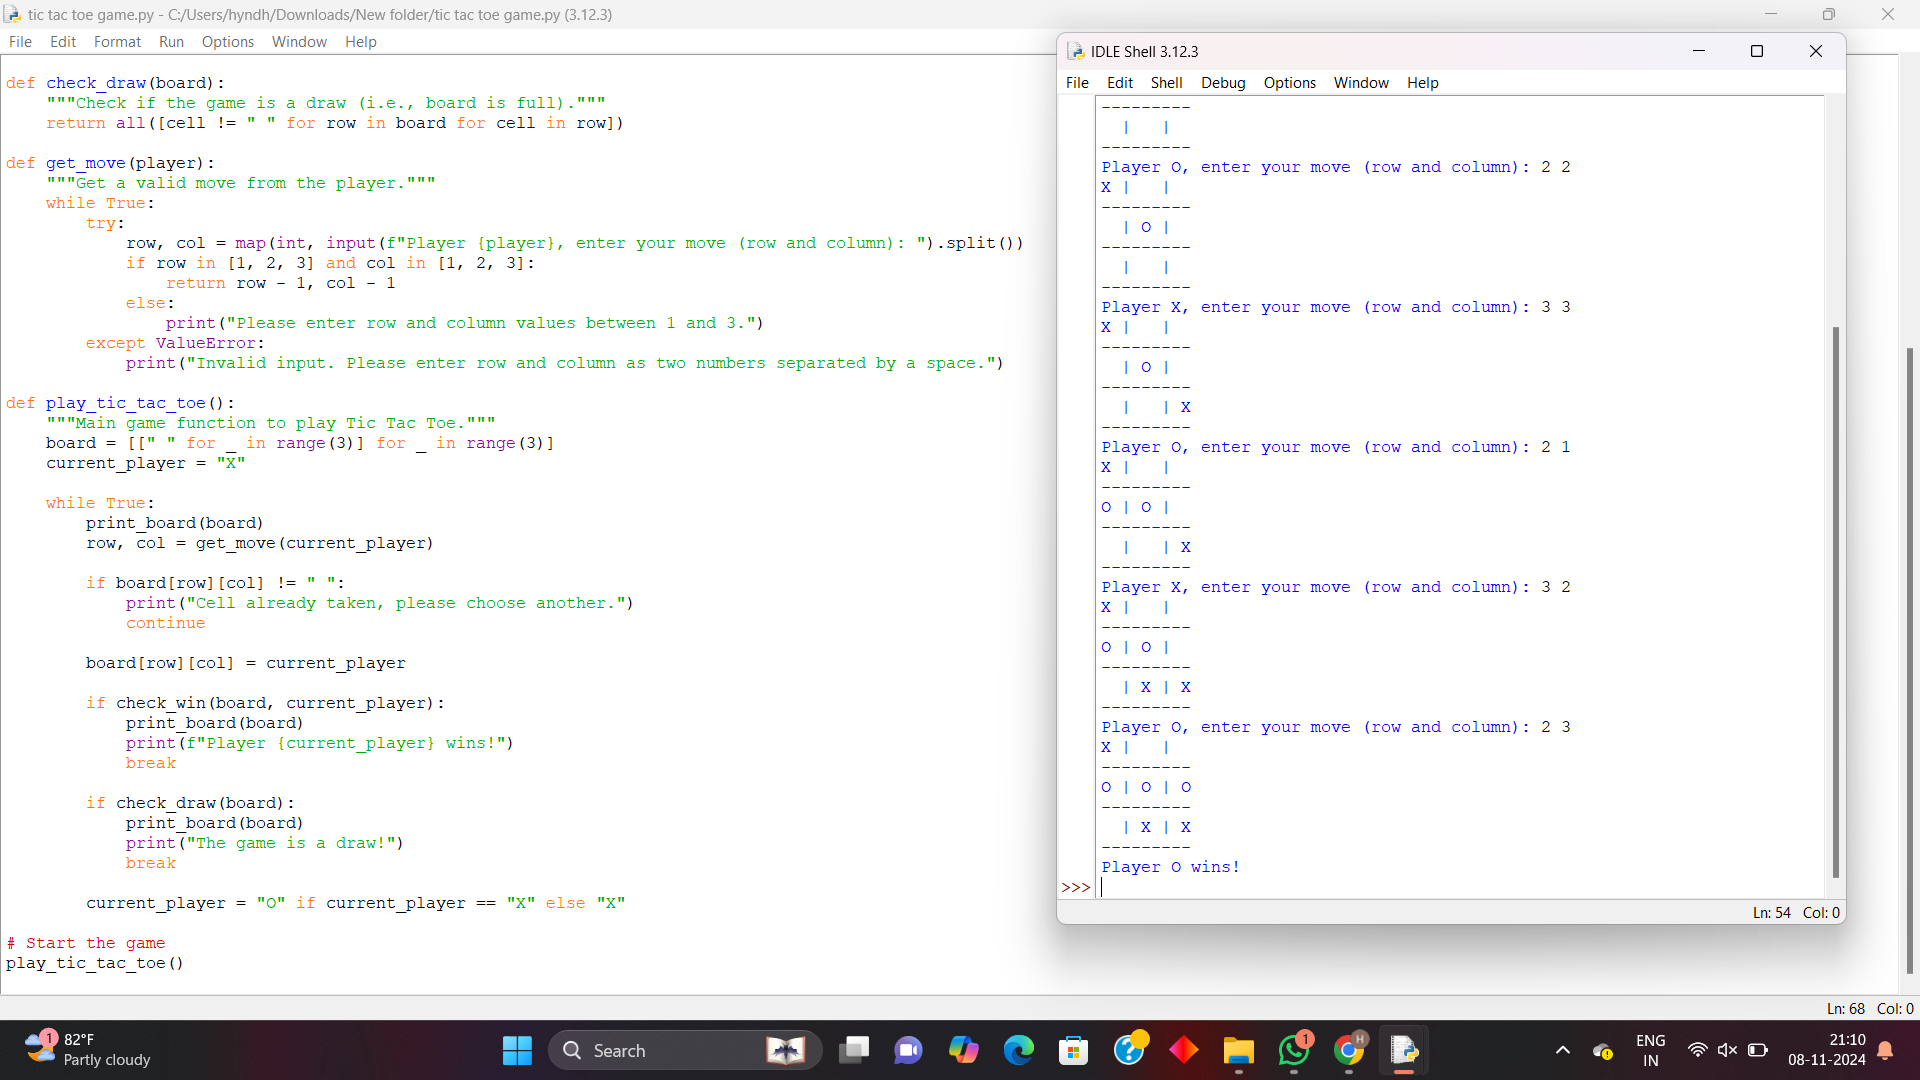 tic tac toe game.py - C:/Users/hyndh/Downloads/New folder/tic tac toe game.py (3.12.3)
File Edit Format Run Options Window Help
def check_draw(board):
    """Check if the game is a draw (i.e., board is full)."""
    return all([cell != " " for row in board for cell in row])
def get_move(player):
    """Get a valid move from the player."""
    while True:
        try:
            row, col = map(int, input(f"Player {player}, enter your move (row and column): ").split())
            if row in [1, 2, 3] and col in [1, 2, 3]:
                return row - 1, col - 1
            else:
                print("Please enter row and column values between 1 and 3.")
        except ValueError:
            print("Invalid input. Please enter row and column as two numbers separated by a space.")
def play_tic_tac_toe():
    """Main game function to play Tic Tac Toe."""
    board = [[" " for _ in range(3)] for _ in range(3)]
    current_player = "X"
    while True:
        print_board(board)
        row, col = get_move(current_player)
        if board[row][col] != " ":
            print("Cell already taken, please choose another.")
            continue
        board[row][col] = current_player
        if check_win(board, current_player):
            print_board(board)
            print(f"Player {current_player} wins!")
            break
        if check_draw(board):
            print_board(board)
            print("The game is a draw!")
            break
        current_player = "O" if current_player == "X" else "X"
# Start the game
play_tic_tac_toe()
Ln: 68 Col: 0
IDLE Shell 3.12.3
File Edit Shell Debug Options Window Help
---------
  |   |
---------
Player O, enter your move (row and column): 2 2
X |   |
---------
  | O |
---------
  |   |
---------
Player X, enter your move (row and column): 3 3
X |   |
---------
  | O |
---------
  |   | X
---------
Player O, enter your move (row and column): 2 1
X |   |
---------
O | O |
---------
  |   | X
---------
Player X, enter your move (row and column): 3 2
X |   |
---------
O | O |
---------
  | X | X
---------
Player O, enter your move (row and column): 2 3
X |   |
---------
O | O | O
---------
  | X | X
---------
Player O wins!
>>>
Ln: 54 Col: 0
1
82°F
Partly cloudy
Search
1
H
ENG
IN
21:10
08-11-2024